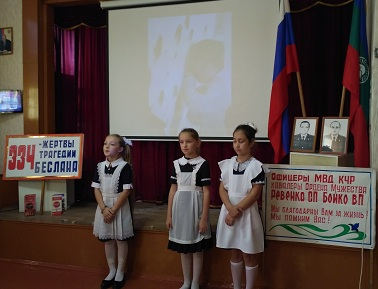 334
-ЖЕРТВЫ
ТРАГЕДИИ
БЕСЛАНА
Офицеры МВД КЧР
кавалеры Ордена Мужества
Ревенко ОП Бойко ВП
Мы благодарны Вам за жизнь!
Мы помним Вас!